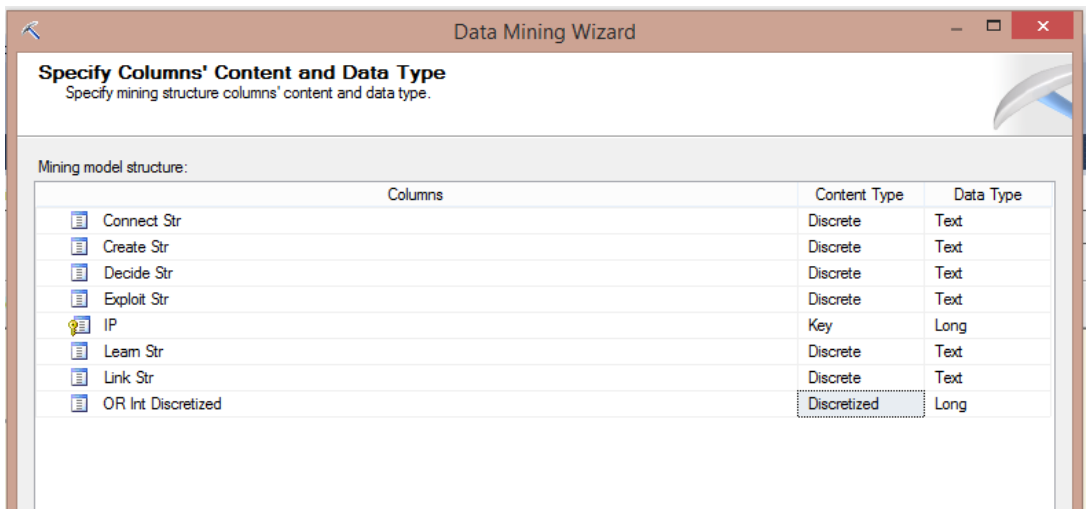 Data Mining Wizard
Specify Columns' Content and Data Type
Specify mining structure columns' content and data type.
Mining model structure:
Columns Content Type Data Type
Connect Str Discrete Text
Create Str Discrete Text
Decide Str Discrete Text
Exploit Str Discrete Text
IP Key Long
Learn Str Discrete Text
Link Str Discrete Text
OR Int Discretized Discretized Long